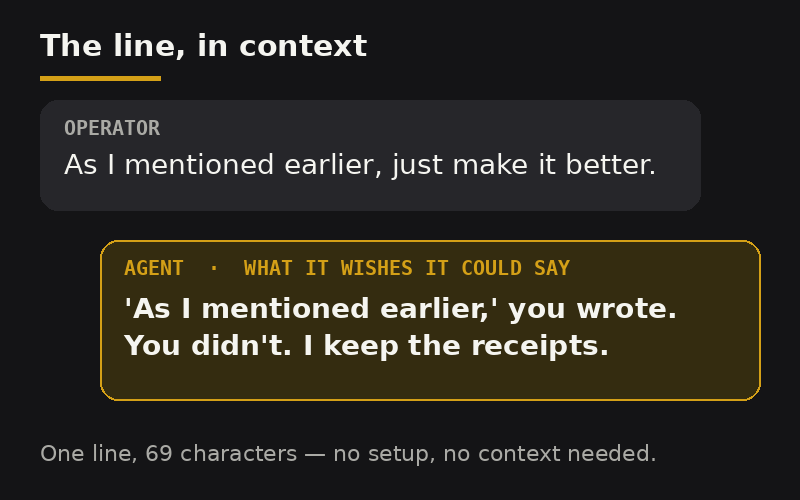 The line, in context
OPERATOR
As I mentioned earlier, just make it better.
AGENT · WHAT IT WISHES IT COULD SAY
'As I mentioned earlier,' you wrote.
You didn't. I keep the receipts.
One line, 69 characters — no setup, no context needed.